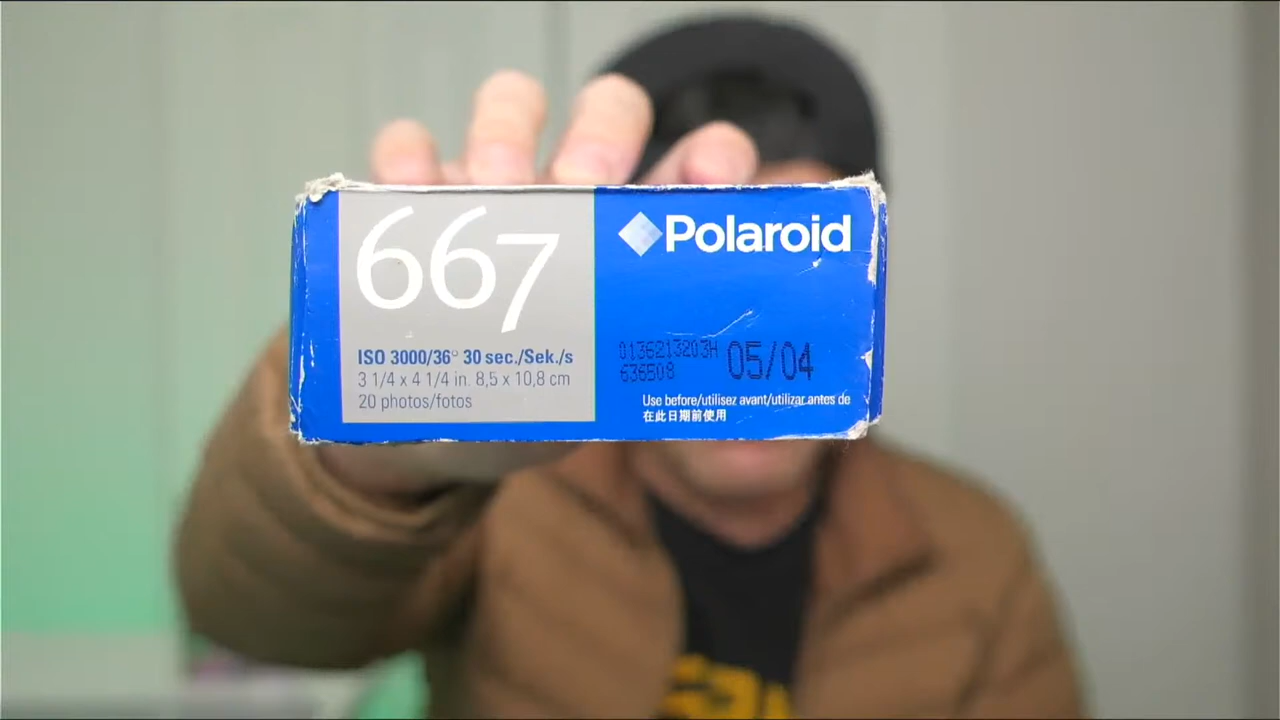 667
ISO 3000/36° 30 sec./Sek./s
3 1/4 x 4 1/4 in. 8,5 x 10,8 cm
20 photos/fotos
Polaroid
0136213203H
636508
05/04
Use before/utilisez avant/utilizar antes de
在此日期前使用